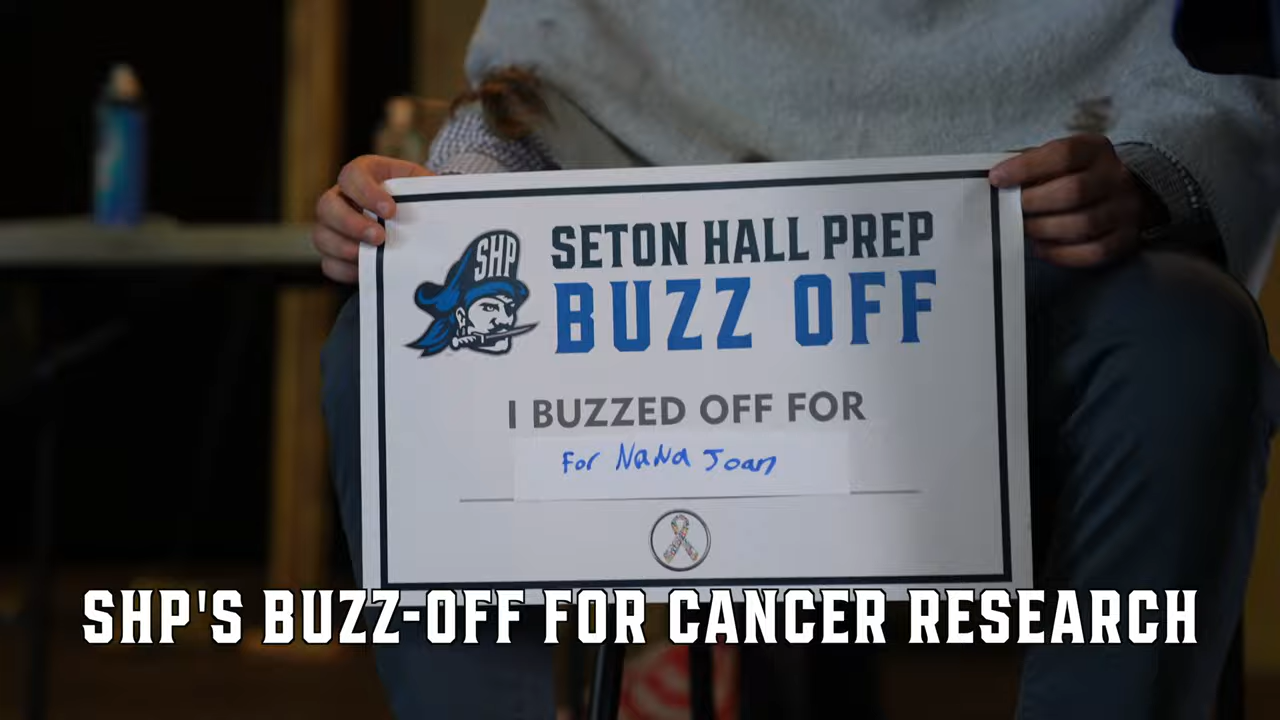 SHP
SETON HALL PREP
BUZZ OFF
I BUZZED OFF FOR
For NaNa Joan
SHP'S BUZZ-OFF FOR CANCER RESEARCH